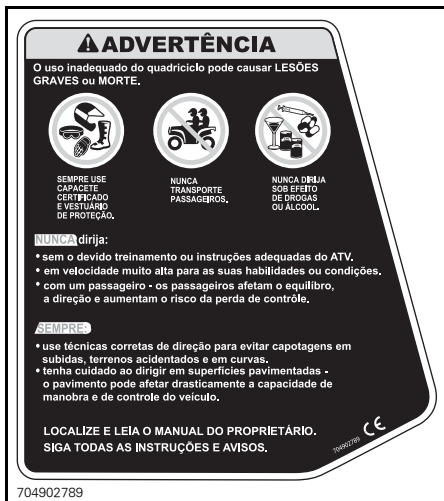 ADVERTÊNCIA
O uso inadequado do quadriciclo pode causar LESÕES
GRAVES ou MORTE.
SEMPRE USE
CAPACETE
CERTIFICADO
E VESTUÁRIO
DE PROTEÇÃO.
NUNCA
TRANSPORTE
PASSAGEIROS.
NUNCA DIRIJA
SOB EFEITO
DE DROGAS
OU ÁLCOOL.
NUNCA dirija:
• sem o devido treinamento ou instruções adequadas do ATV.
• em velocidade muito alta para as suas habilidades ou condições.
• com um passageiro - os passageiros afetam o equilíbro,
a direção e aumentam o risco da perda de contrôle.
SEMPRE:
• use técnicas corretas de direção para evitar capotagens em
subidas, terrenos acidentados e em curvas.
• tenha cuidado ao dirigir em superfícies pavimentadas -
o pavimento pode afetar drasticamente a capacidade de
manobra e de controle do veículo.
LOCALÍZE E LEÍA O MANUAL DO PROPRIETÁRIO.
SIGA TODAS AS INSTRUÇÕES E AVISOS.
704902789 CE
704902789